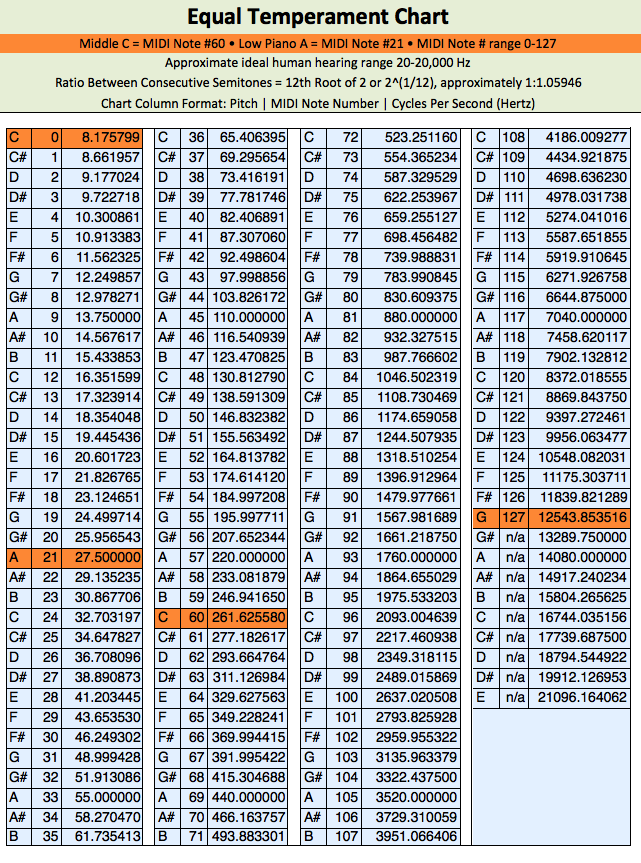 Equal Temperament Chart
Middle C = MIDI Note #60 • Low Piano A = MIDI Note #21 • MIDI Note # range 0-127
Approximate ideal human hearing range 20-20,000 Hz
Ratio Between Consecutive Semitones = 12th Root of 2 or 2^(1/12), approximately 1:1.05946
Chart Column Format: Pitch | MIDI Note Number | Cycles Per Second (Hertz)
C 0 8.175799
C# 1 8.661957
D 2 9.177024
D# 3 9.722718
E 4 10.300861
F 5 10.913383
F# 6 11.562325
G 7 12.249857
G# 8 12.978271
A 9 13.750000
A# 10 14.567617
B 11 15.433853
C 12 16.351599
C# 13 17.323914
D 14 18.354048
D# 15 19.445436
E 16 20.601723
F 17 21.826765
F# 18 23.124651
G 19 24.499714
G# 20 25.956543
A 21 27.500000
A# 22 29.135235
B 23 30.867706
C 24 32.703197
C# 25 34.647827
D 26 36.708096
D# 27 38.890873
E 28 41.203445
F 29 43.653530
F# 30 46.249302
G 31 48.999428
G# 32 51.913086
A 33 55.000000
A# 34 58.270470
B 35 61.735413
C 36 65.406395
C# 37 69.295654
D 38 73.416191
D# 39 77.781746
E 40 82.406891
F 41 87.307060
F# 42 92.498604
G 43 97.998856
G# 44 103.826172
A 45 110.000000
A# 46 116.540939
B 47 123.470825
C 48 130.812790
C# 49 138.591309
D 50 146.832382
D# 51 155.563492
E 52 164.813782
F 53 174.614120
F# 54 184.997208
G 55 195.997711
G# 56 207.652344
A 57 220.000000
A# 58 233.081879
B 59 246.941650
C 60 261.625580
C# 61 277.182617
D 62 293.664764
D# 63 311.126984
E 64 329.627563
F 65 349.228241
F# 66 369.994415
G 67 391.995422
G# 68 415.304688
A 69 440.000000
A# 70 466.163757
B 71 493.883301
C 72 523.251160
C# 73 554.365234
D 74 587.329529
D# 75 622.253967
E 76 659.255127
F 77 698.456482
F# 78 739.988831
G 79 783.990845
G# 80 830.609375
A 81 880.000000
A# 82 932.327515
B 83 987.766602
C 84 1046.502319
C# 85 1108.730469
D 86 1174.659058
D# 87 1244.507935
E 88 1318.510254
F 89 1396.912964
F# 90 1479.977661
G 91 1567.981689
G# 92 1661.218750
A 93 1760.000000
A# 94 1864.655029
B 95 1975.533203
C 96 2093.004639
C# 97 2217.460938
D 98 2349.318115
D# 99 2489.015869
E 100 2637.020508
F 101 2793.825928
F# 102 2959.955322
G 103 3135.963379
G# 104 3322.437500
A 105 3520.000000
A# 106 3729.310059
B 107 3951.066406
C 108 4186.009277
C# 109 4434.921875
D 110 4698.636230
D# 111 4978.031738
E 112 5274.041016
F 113 5587.651855
F# 114 5919.910645
G 115 6271.926758
G# 116 6644.875000
A 117 7040.000000
A# 118 7458.620117
B 119 7902.132812
C 120 8372.018555
C# 121 8869.843750
D 122 9397.272461
D# 123 9956.063477
E 124 10548.082031
F 125 11175.303711
F# 126 11839.821289
G 127 12543.853516
G# n/a 13289.750000
A n/a 14080.000000
A# n/a 14917.240234
B n/a 15804.265625
C n/a 16744.035156
C# n/a 17739.687500
D n/a 18794.544922
D# n/a 19912.126953
E n/a 21096.164062